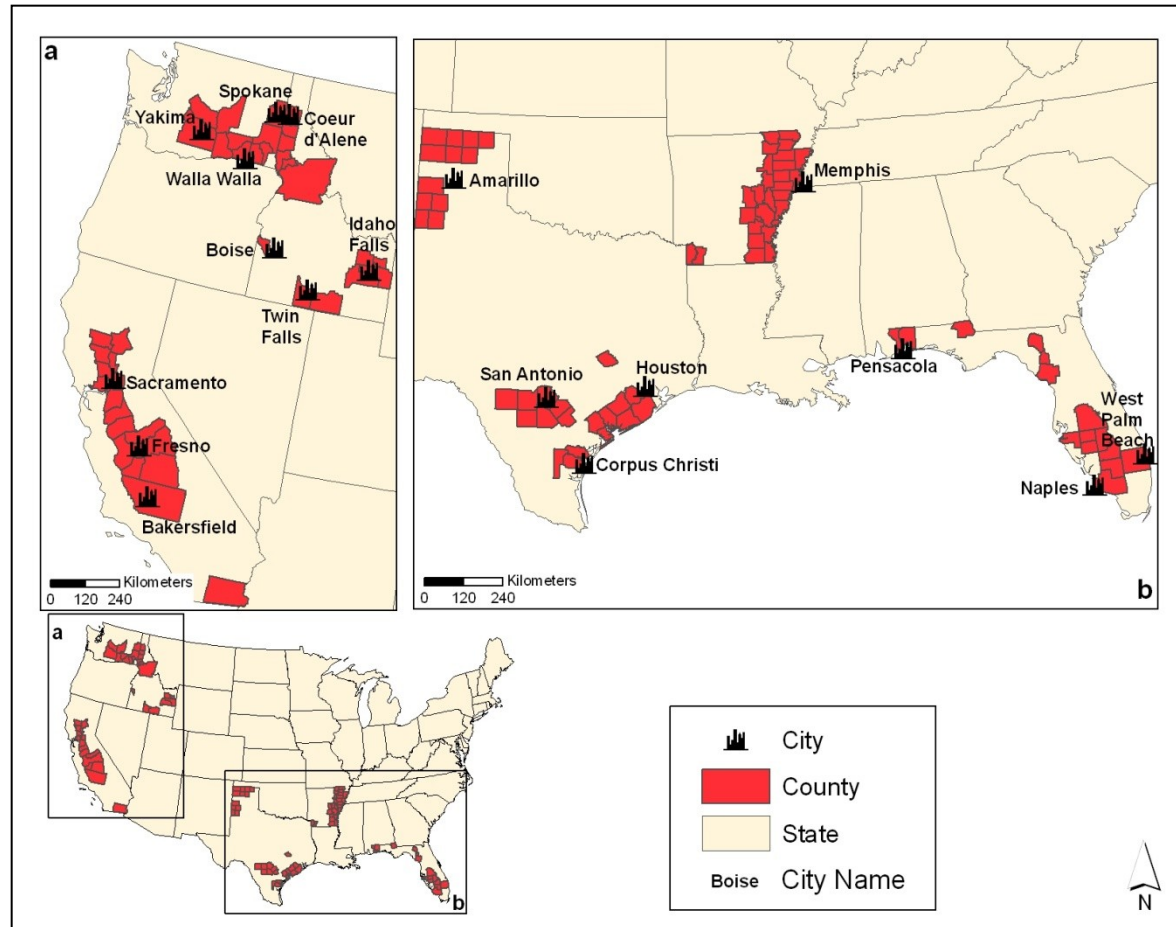 a
Spokane
Yakima
Coeur
d'Alene
Walla Walla
Idaho
Falls
Boise
Twin
Falls
Sacramento
Fresno
Bakersfield
Kilometers
0 120 240
Amarillo
Memphis
San Antonio
Houston
Pensacola
Corpus Christi
West
Palm
Beach
Naples
Kilometers
0 120 240
b
a
b
City
County
State
Boise City Name
N